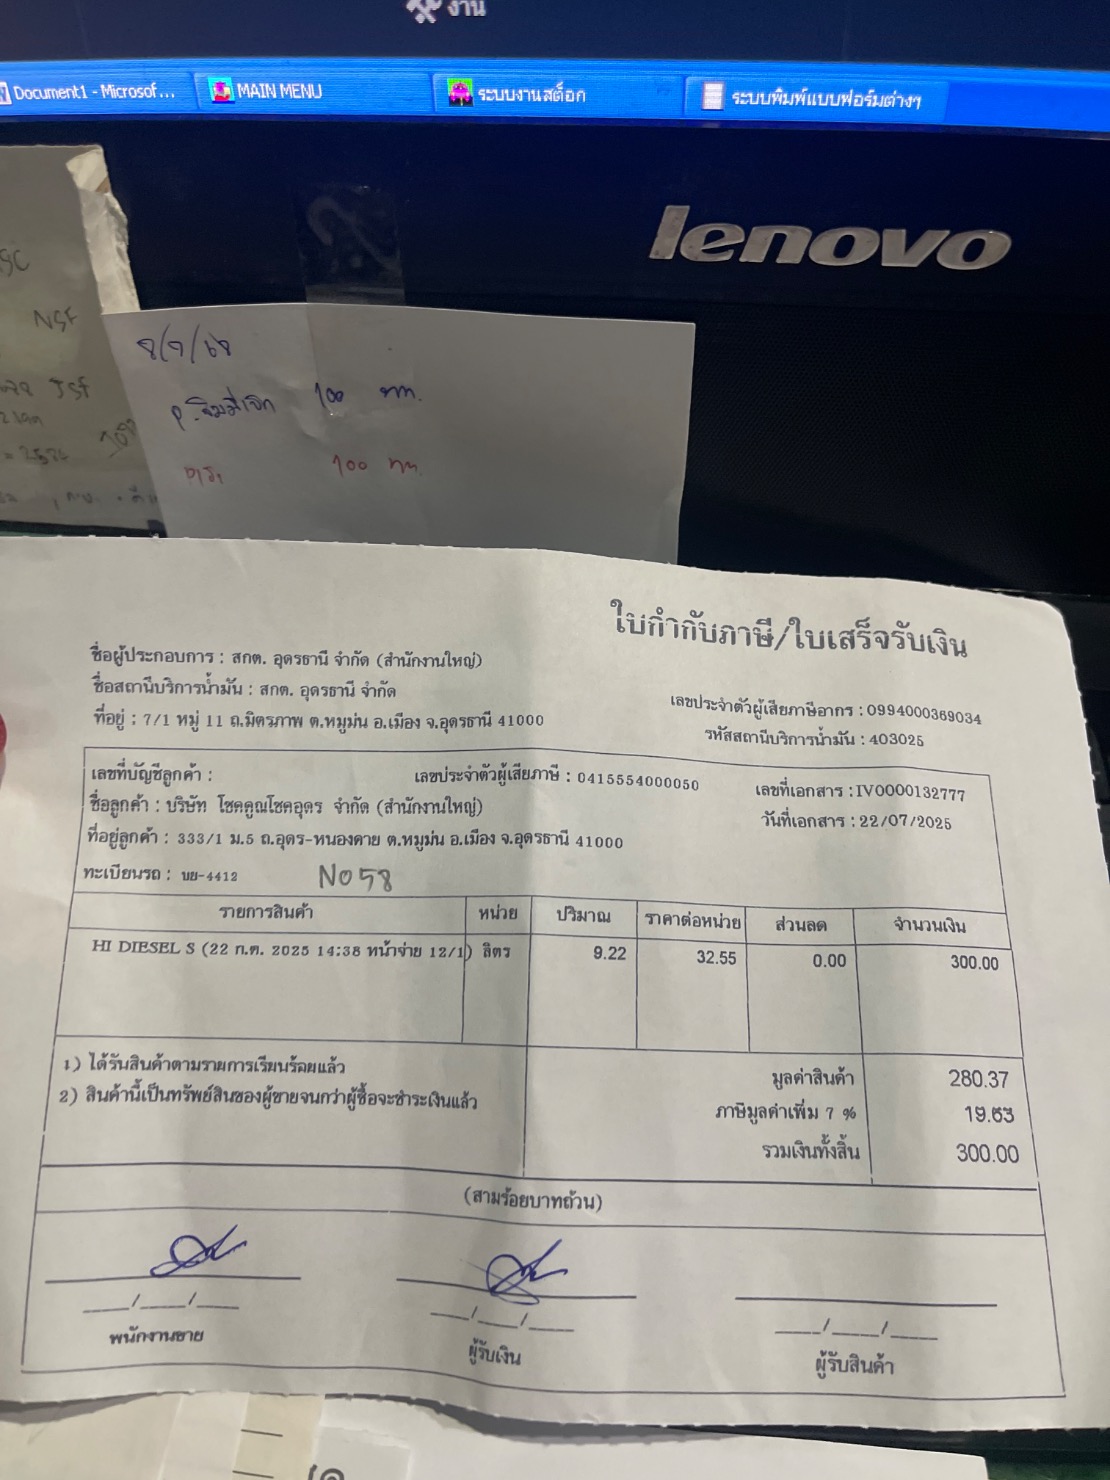 งาน
Document1 - Microsof...
MAIN MENU
ระบบงานสต็อก
ระบบพิมพ์แบบฟอร์มต่างๆ
lenovo
NSF
8/7/68
100
100
ใบกำกับภาษี/ใบเสร็จรับเงิน
ชื่อผู้ประกอบการ : สกต. อุดรธานี จำกัด (สำนักงานใหญ่)
ชื่อสถานีบริการน้ำมัน : สกต. อุดรธานี จำกัด
ที่อยู่ : 7/1 หมู่ 11 ถ.มิตรภาพ ต.หมูม่น อ.เมือง จ.อุดรธานี 41000
เลขประจำตัวผู้เสียภาษีอากร : 0994000369034
รหัสสถานีบริการน้ำมัน : 403025
เลขที่บัญชีลูกค้า : เลขประจำตัวผู้เสียภาษี : 0415554000050 เลขที่เอกสาร : IV0000132777
ชื่อลูกค้า : บริษัท โชคคูณโชคอุดร จำกัด (สำนักงานใหญ่) วันที่เอกสาร : 22/07/2025
ที่อยู่ลูกค้า : 333/1 ม.5 ถ.อุดร-หนองคาย ต.หมูม่น อ.เมือง จ.อุดรธานี 41000
ทะเบียนรถ : บย-4412 NO58
รายการสินค้า หน่วย ปริมาณ ราคาต่อหน่วย ส่วนลด จำนวนเงิน
HI DIESEL S (22 ก.ค. 2025 14:38 หน้าจ่าย 12/1) ลิตร 9.22 32.55 0.00 300.00
1) ได้รับสินค้าตามรายการเรียบร้อยแล้ว
2) สินค้านี้เป็นทรัพย์สินของผู้ขายจนกว่าผู้ซื้อจะชำระเงินแล้ว
มูลค่าสินค้า 280.37
ภาษีมูลค่าเพิ่ม 7 % 19.63
รวมเงินทั้งสิ้น 300.00
(สามร้อยบาทถ้วน)
___/___/___ ___/___/___ ___/___/___
พนักงานขาย ผู้รับเงิน ผู้รับสินค้า